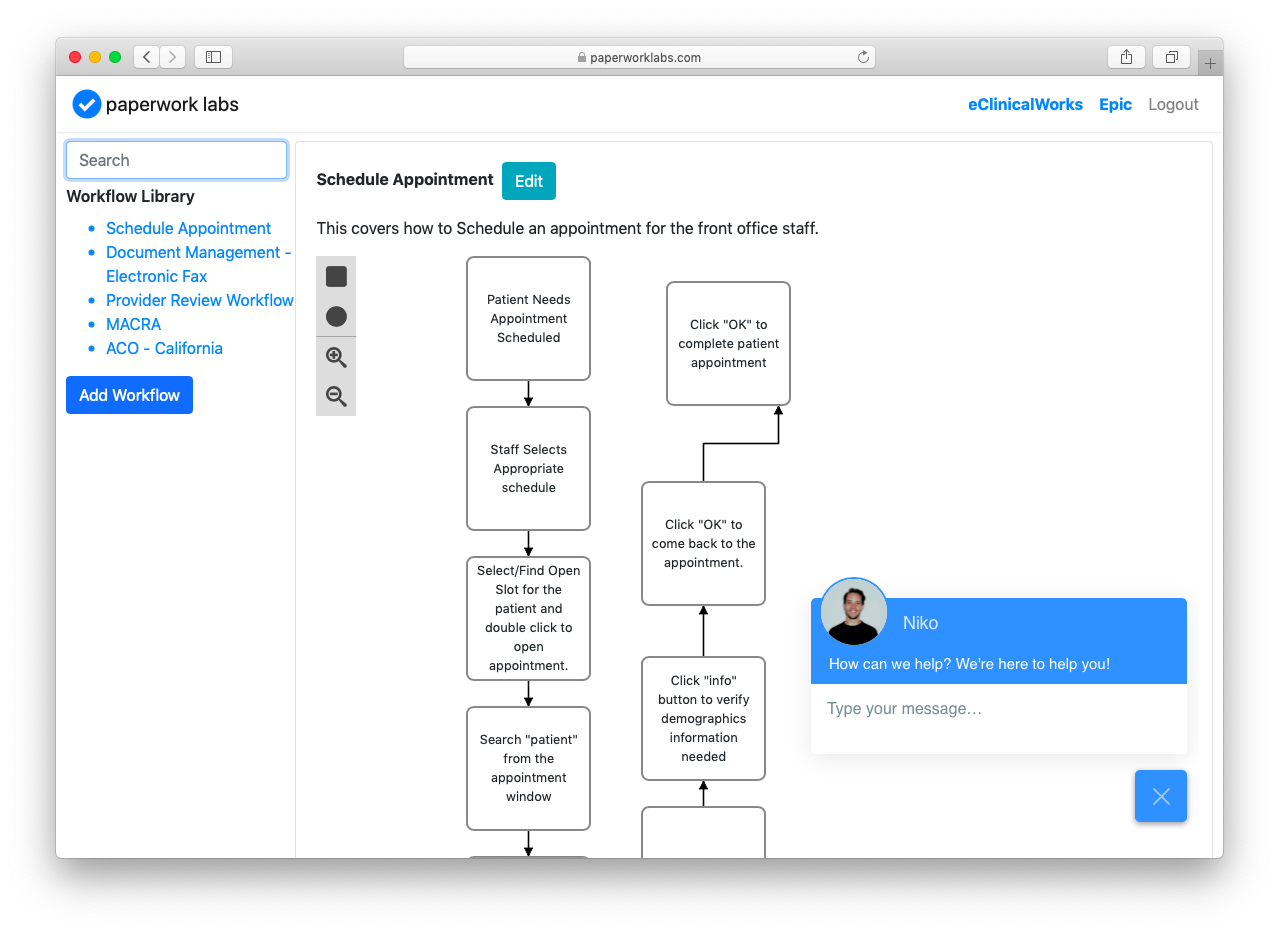 paperworklabs.com
paperwork labs
eClinicalWorks Epic Logout
Search
Workflow Library
Schedule Appointment
Document Management -
Electronic Fax
Provider Review Workflow
MACRA
ACO - California
Add Workflow
Schedule Appointment Edit
This covers how to Schedule an appointment for the front office staff.
Patient Needs
Appointment
Scheduled
Staff Selects
Appropriate
schedule
Select/Find Open
Slot for the
patient and
double click to
open
appointment.
Search "patient"
from the
appointment
window
Click "OK" to
complete patient
appointment
Click "OK" to
come back to the
appointment.
Click "info"
button to verify
demographics
information
needed
Niko
How can we help? We're here to help you!
Type your message...